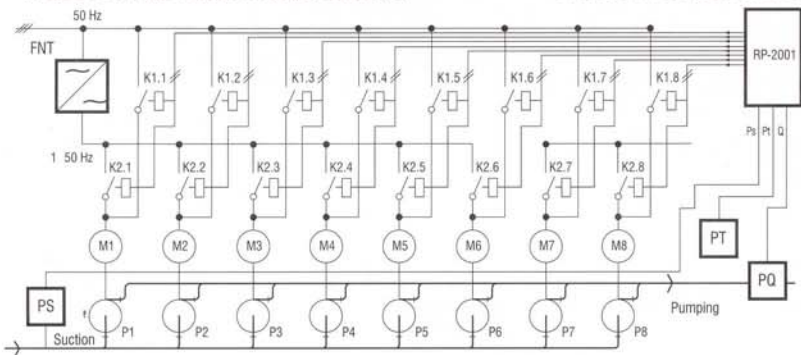 50 Hz
FNT
RP-2001
K1.1 K1.2 K1.3 K1.4 K1.5 K1.6 K1.7 K1.8
Ps Pt Q
1 50 Hz
K2.1 K2.2 K2.3 K2.4 K2.5 K2.6 K2.7 K2.8
M1 M2 M3 M4 M5 M6 M7 M8
PT
PQ
PS
Pumping
P1 P2 P3 P4 P5 P6 P7 P8
Suction